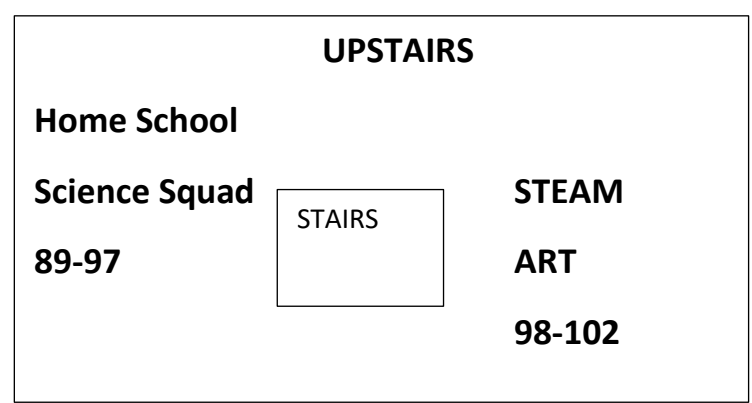 UPSTAIRS
Home School
Science Squad
89-97
STAIRS
STEAM
ART
98-102